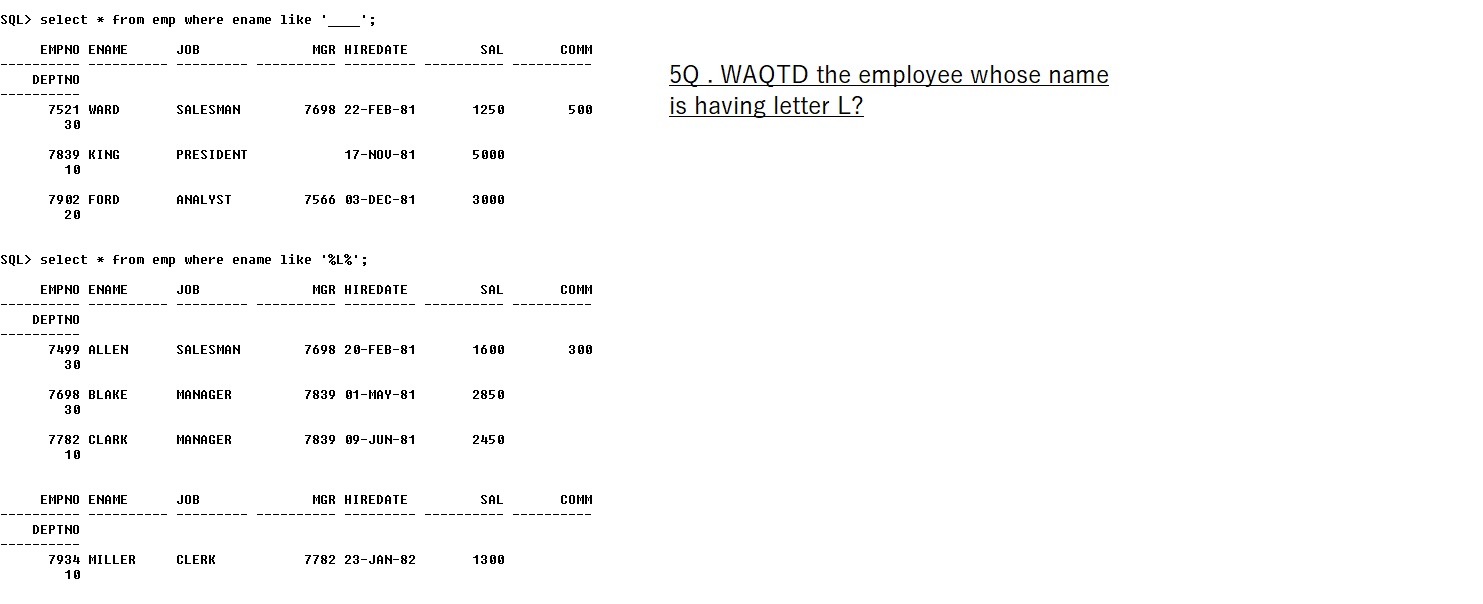 SQL> select * from emp where ename like '____';
EMPNO ENAME JOB MGR HIREDATE SAL COMM
---------- ---------- --------- ---------- --------- ---------- ----------
DEPTNO
----------
7521 WARD SALESMAN 7698 22-FEB-81 1250 500
30
7839 KING PRESIDENT 17-NOV-81 5000
10
7902 FORD ANALYST 7566 03-DEC-81 3000
20
SQL> select * from emp where ename like '%L%';
EMPNO ENAME JOB MGR HIREDATE SAL COMM
---------- ---------- --------- ---------- --------- ---------- ----------
DEPTNO
----------
7499 ALLEN SALESMAN 7698 20-FEB-81 1600 300
30
7698 BLAKE MANAGER 7839 01-MAY-81 2850
30
7782 CLARK MANAGER 7839 09-JUN-81 2450
10
EMPNO ENAME JOB MGR HIREDATE SAL COMM
---------- ---------- --------- ---------- --------- ---------- ----------
DEPTNO
----------
7934 MILLER CLERK 7782 23-JAN-82 1300
10
5Q . WAQTD the employee whose name
is having letter L?